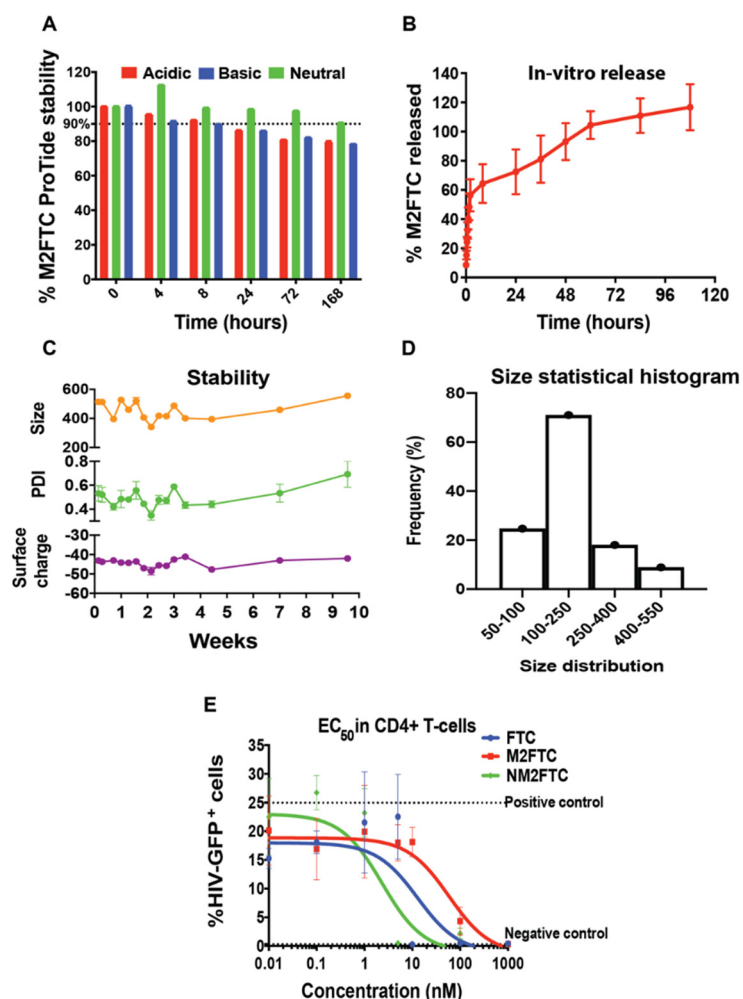 A
Acidic Basic Neutral
% M2FTC ProTide stability
120
100
90%
80
60
40
20
0
0 4 8 24 72 168
Time (hours)
B
In-vitro release
% M2FTC released
140
120
100
80
60
40
20
0
0 24 48 72 96 120
Time (hours)
C
Stability
Size
600
400
200
PDI
0.8
0.6
0.4
Surface
charge
-30
-40
-50
-60
0 1 2 3 4 5 6 7 8 9 10
Weeks
D
Size statistical histogram
Frequency (%)
80
60
40
20
0
50-100 100-250 250-400 400-550
Size distribution
E
EC50 in CD4+ T-cells
FTC
M2FTC
NM2FTC
%HIV-GFP+ cells
35
30
25
20
15
10
5
0
Positive control
Negative control
0.01 0.1 1 10 100 1000
Concentration (nM)